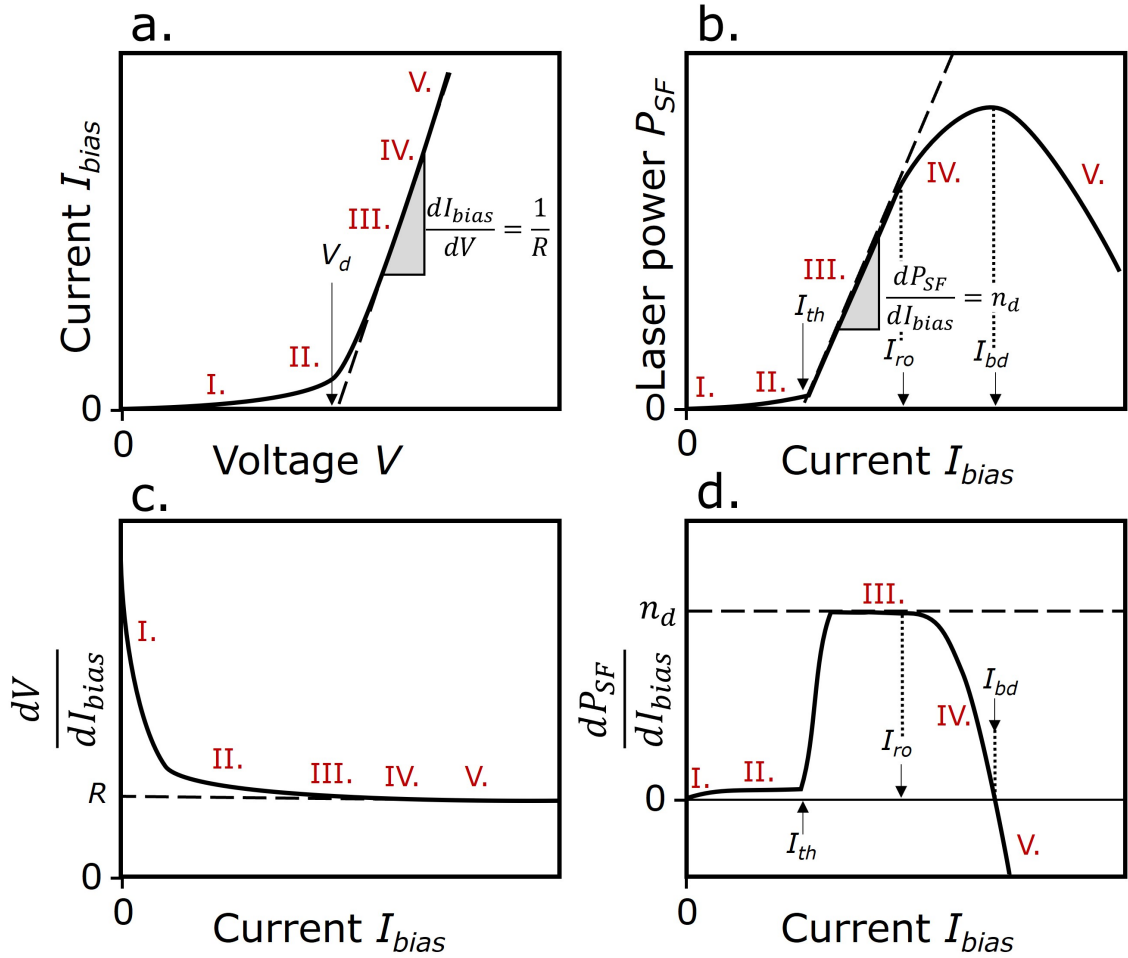 a.
Current I_bias
V.
IV.
III.
dI_bias/dV = 1/R
V_d
II.
I.
0
0
Voltage V
b.
Laser power P_SF
IV.
V.
III.
dP_SF/dI_bias = n_d
I_th
I_ro
I_bd
I.
II.
0
0
Current I_bias
c.
dV/dI_bias
I.
II.
III.
IV.
V.
R
0
0
Current I_bias
d.
dP_SF/dI_bias
n_d
III.
I_bd
IV.
I_ro
I.
II.
0
I_th
V.
0
Current I_bias